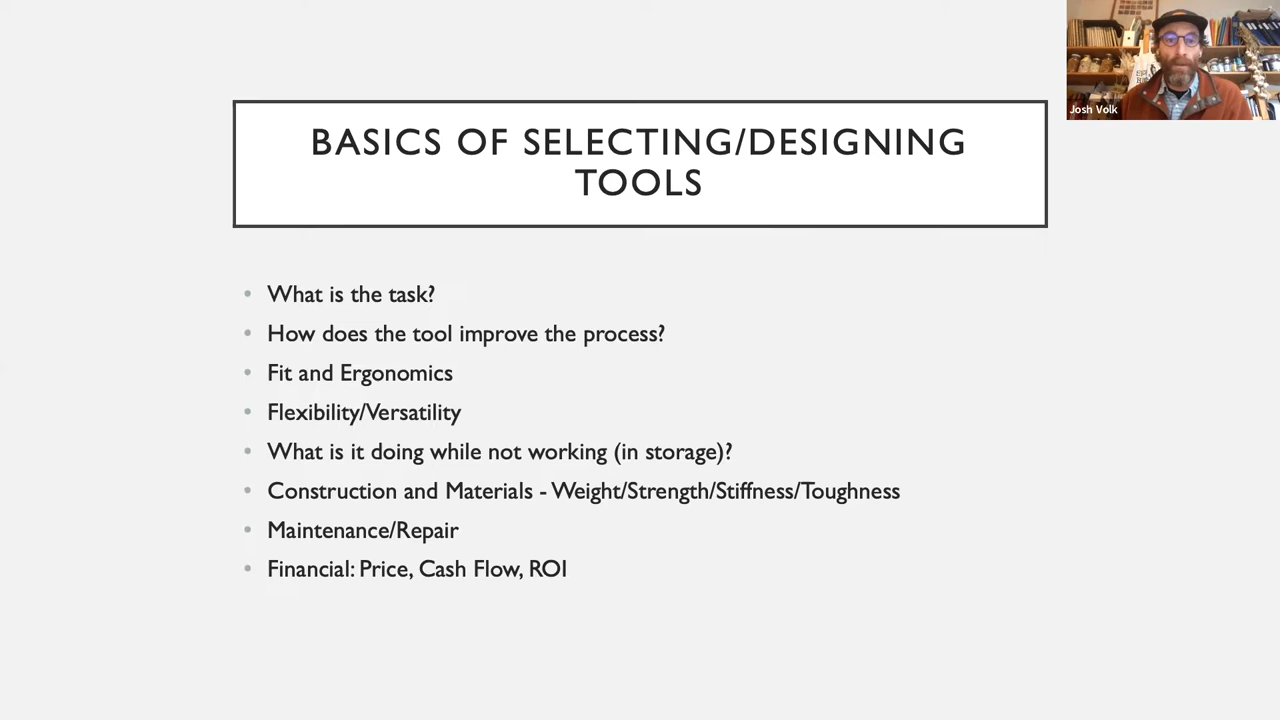 BASICS OF SELECTING/DESIGNING
TOOLS
Josh Volk
• What is the task?
• How does the tool improve the process?
• Fit and Ergonomics
• Flexibility/Versatility
• What is it doing while not working (in storage)?
• Construction and Materials - Weight/Strength/Stiffness/Toughness
• Maintenance/Repair
• Financial: Price, Cash Flow, ROI